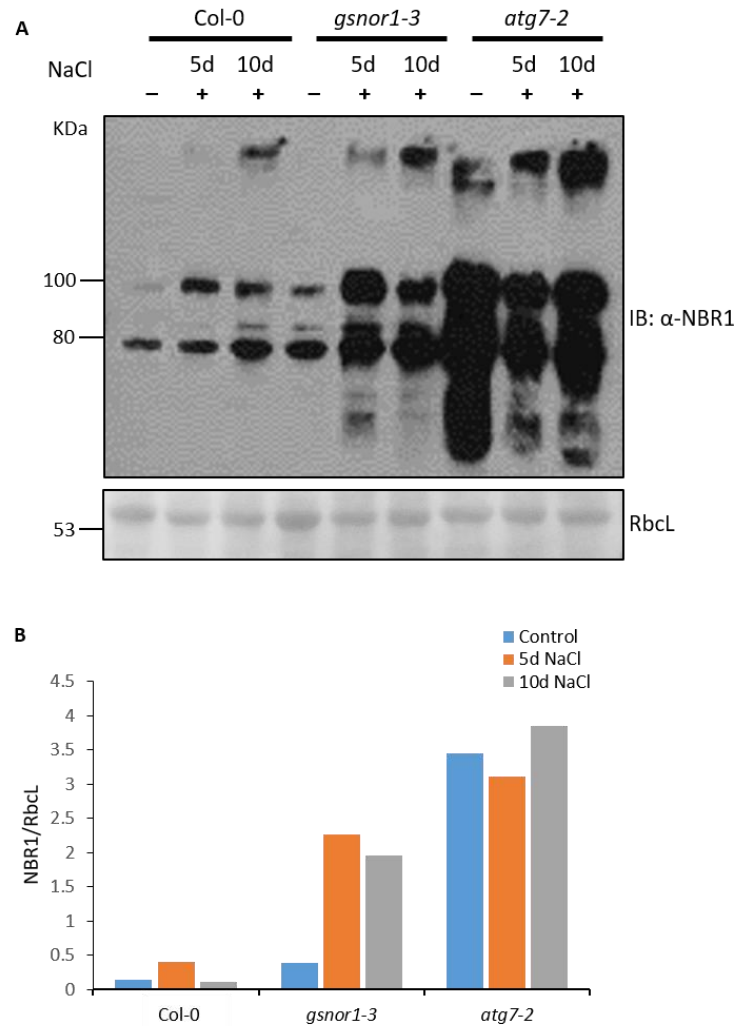 A
Col-0 gsnor1-3 atg7-2
NaCl 5d 10d 5d 10d 5d 10d
– + + – + + – + +
KDa
100
80
IB: α-NBR1
53
RbcL
B
Control
5d NaCl
10d NaCl
4.5
4
3.5
3
2.5
2
1.5
1
0.5
0
NBR1/RbcL
Col-0 gsnor1-3 atg7-2